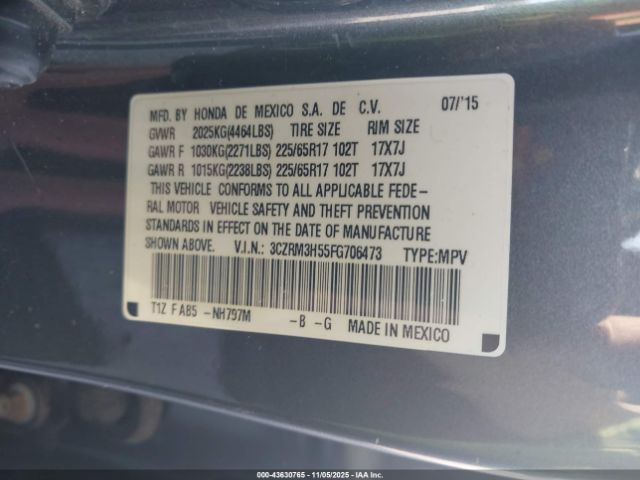 MFD. BY HONDA DE MEXICO S.A. DE C.V. 07/'15
GVWR 2025KG(4464LBS) TIRE SIZE RIM SIZE
GAWR F 1030KG(2271LBS) 225/65R17 102T 17X7J
GAWR R 1015KG(2238LBS) 225/65R17 102T 17X7J
THIS VEHICLE CONFORMS TO ALL APPLICABLE FEDE-
RAL MOTOR VEHICLE SAFETY AND THEFT PREVENTION
STANDARDS IN EFFECT ON THE DATE OF MANUFACTURE
SHOWN ABOVE. V.I.N.: 3CZRM3H55FG706473 TYPE:MPV
T1Z F A85 -NH797M -B -G MADE IN MEXICO
00-43630765 - 11/05/2025 - IAAI, Inc.